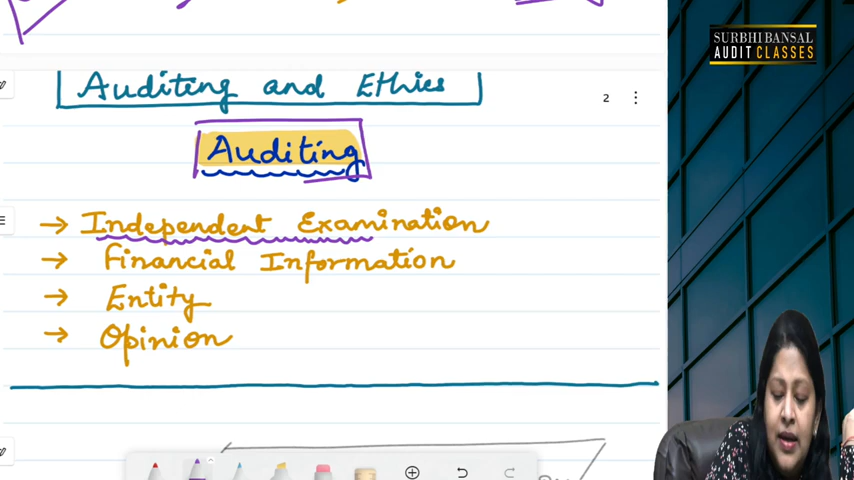 SURBHI BANSAL
AUDIT CLASSES
Auditing and Ethics
2
Auditing
→ Independent Examination
→ Financial Information
→ Entity
→ Opinion